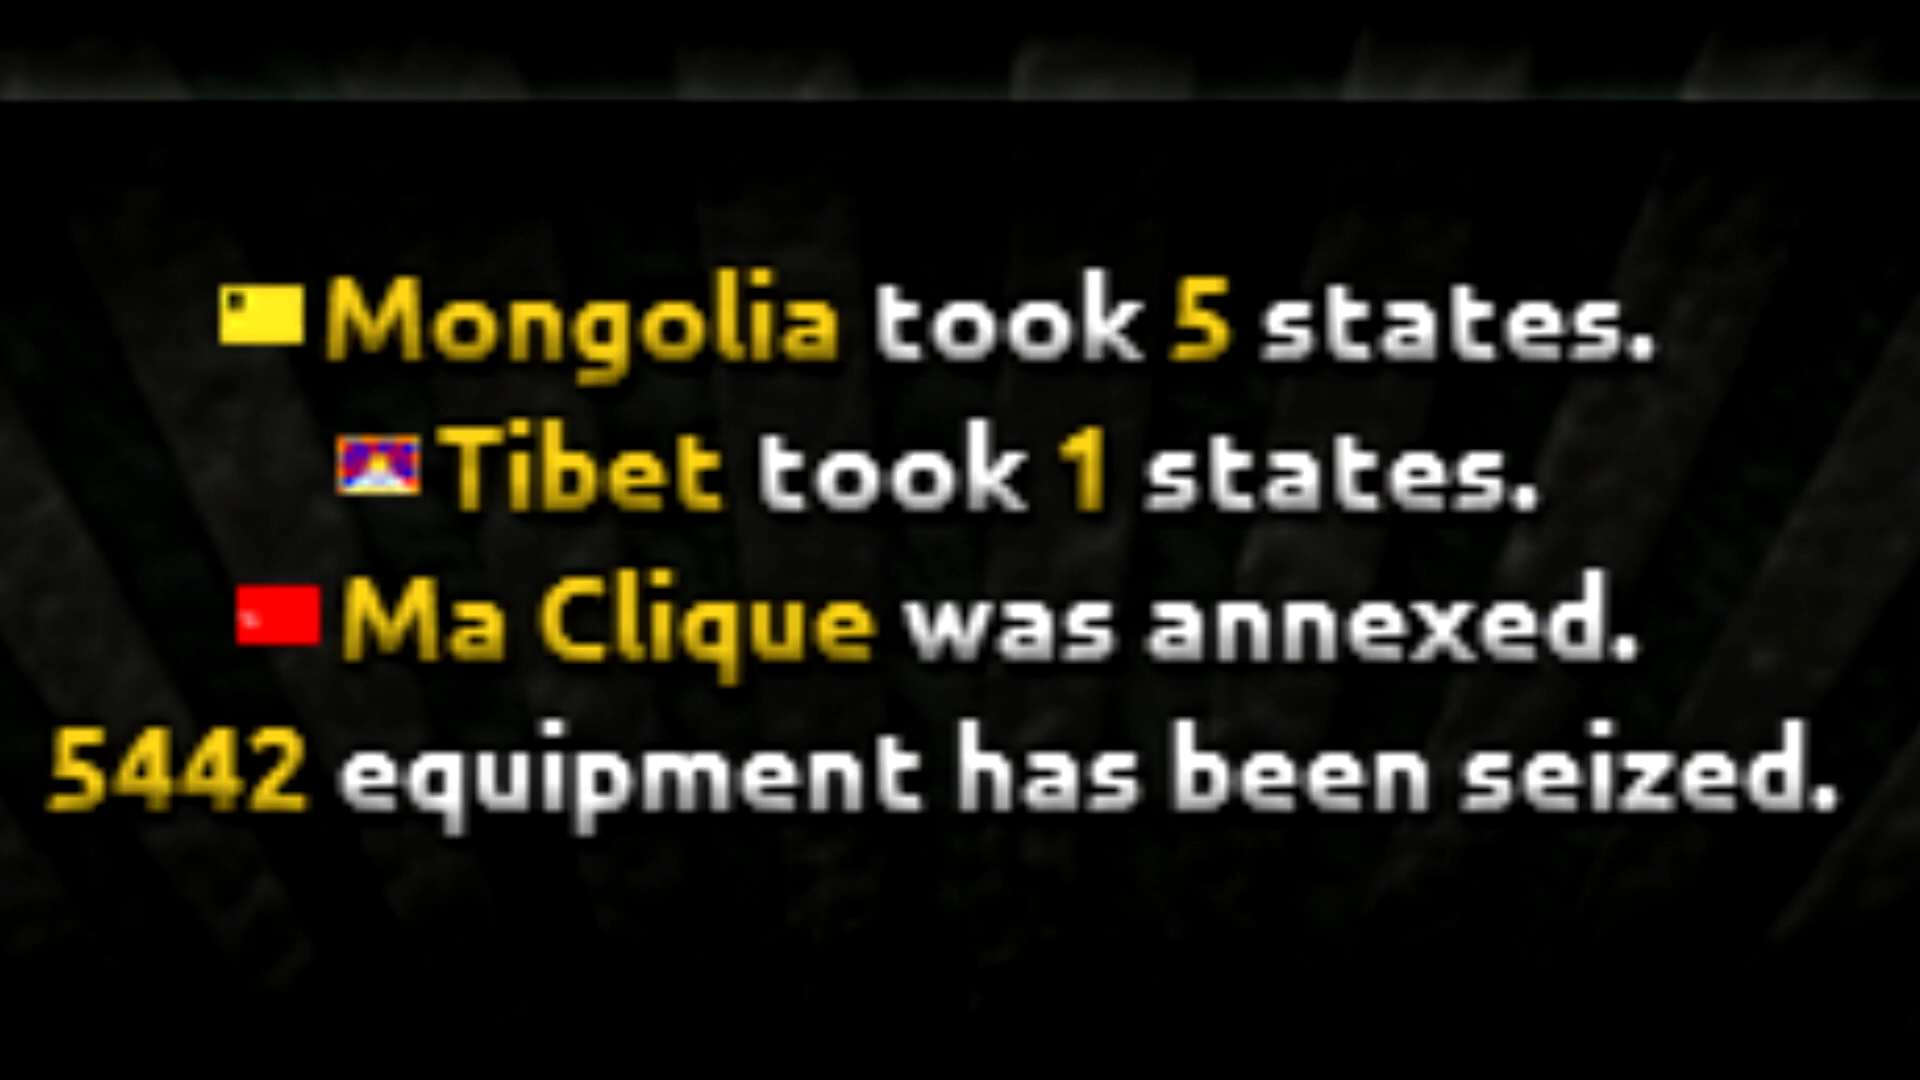 Mongolia took 5 states.
Tibet took 1 states.
Ma Clique was annexed.
5442 equipment has been seized.